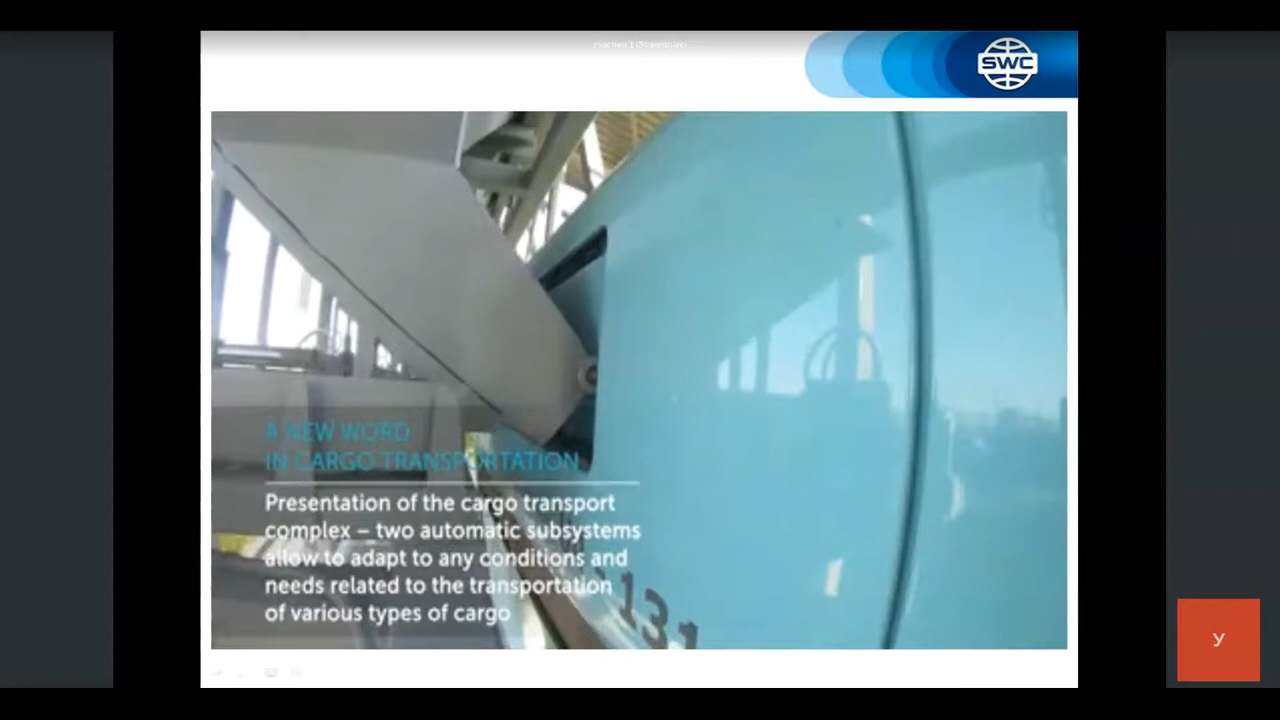 SWC
A NEW WORD
IN CARGO TRANSPORTATION
Presentation of the cargo transport
complex – two automatic subsystems
allow to adapt to any conditions and
needs related to the transportation
of various types of cargo
131
У